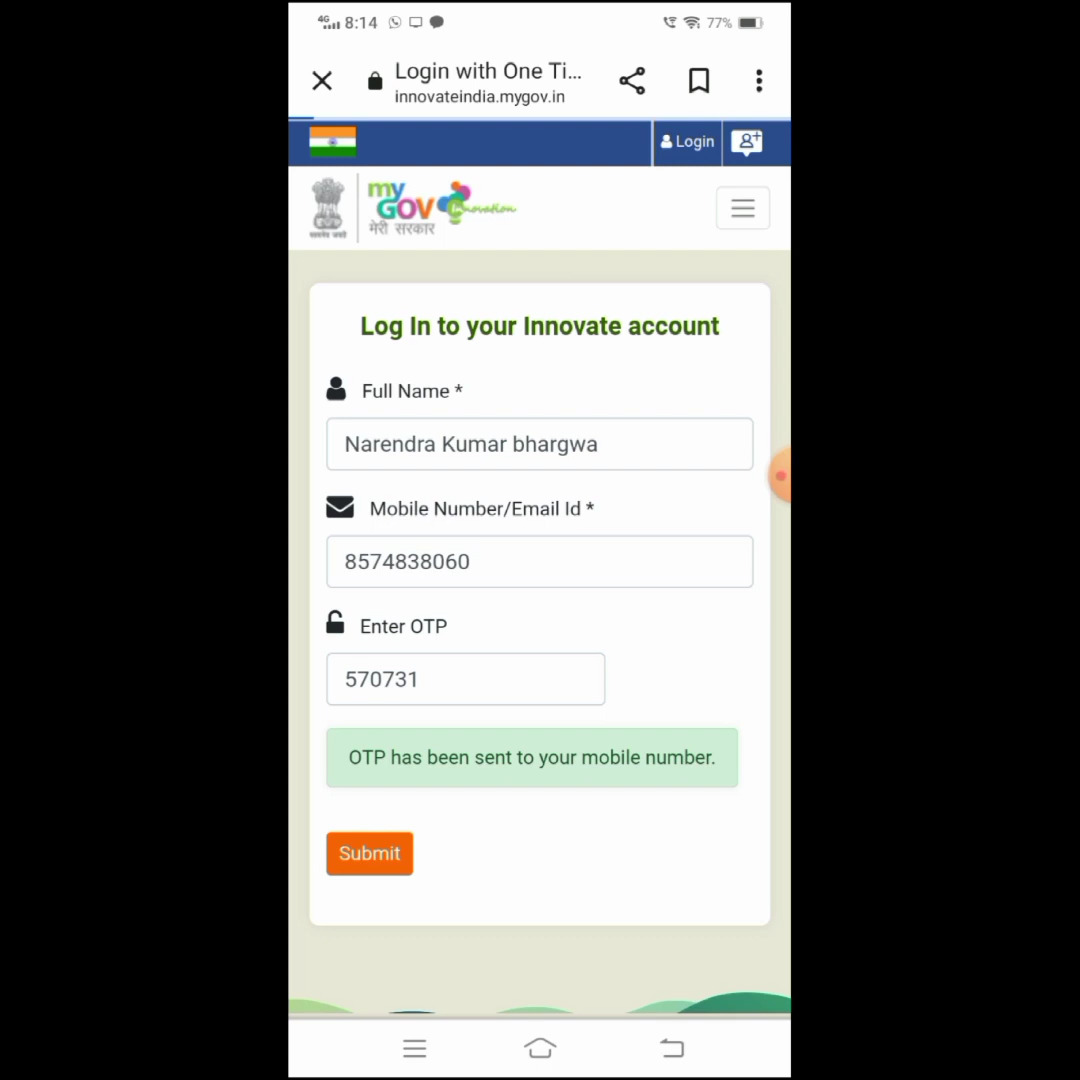 4G 8:14 77%
Login with One Ti...
innovateindia.mygov.in
Login
my
GOV Innovation
मेरी सरकार
Log In to your Innovate account
Full Name *
Narendra Kumar bhargwa
Mobile Number/Email Id *
8574838060
Enter OTP
570731
OTP has been sent to your mobile number.
Submit